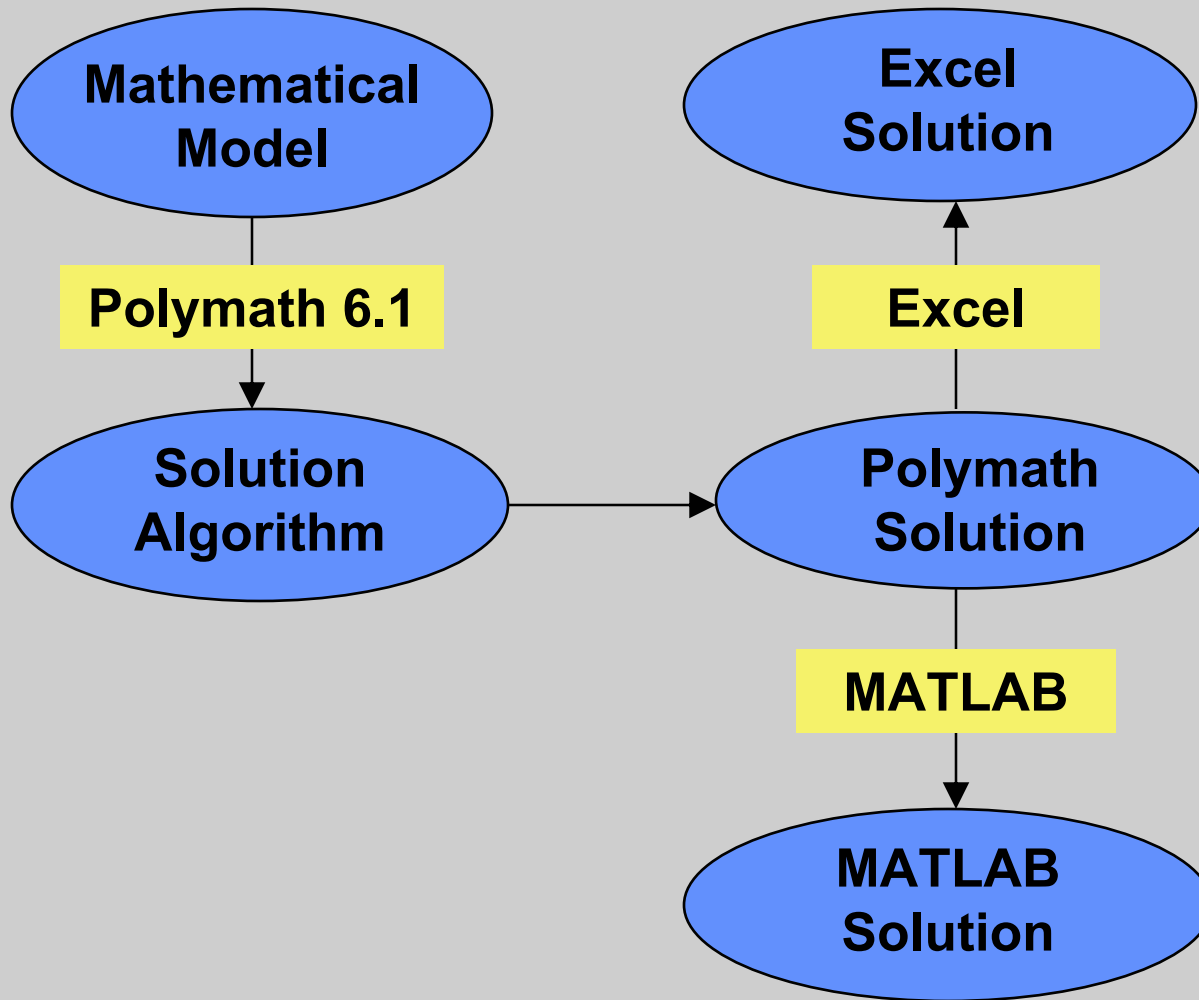 Mathematical
Model
Excel
Solution
Polymath 6.1
Excel
Solution
Algorithm
Polymath
Solution
MATLAB
MATLAB
Solution